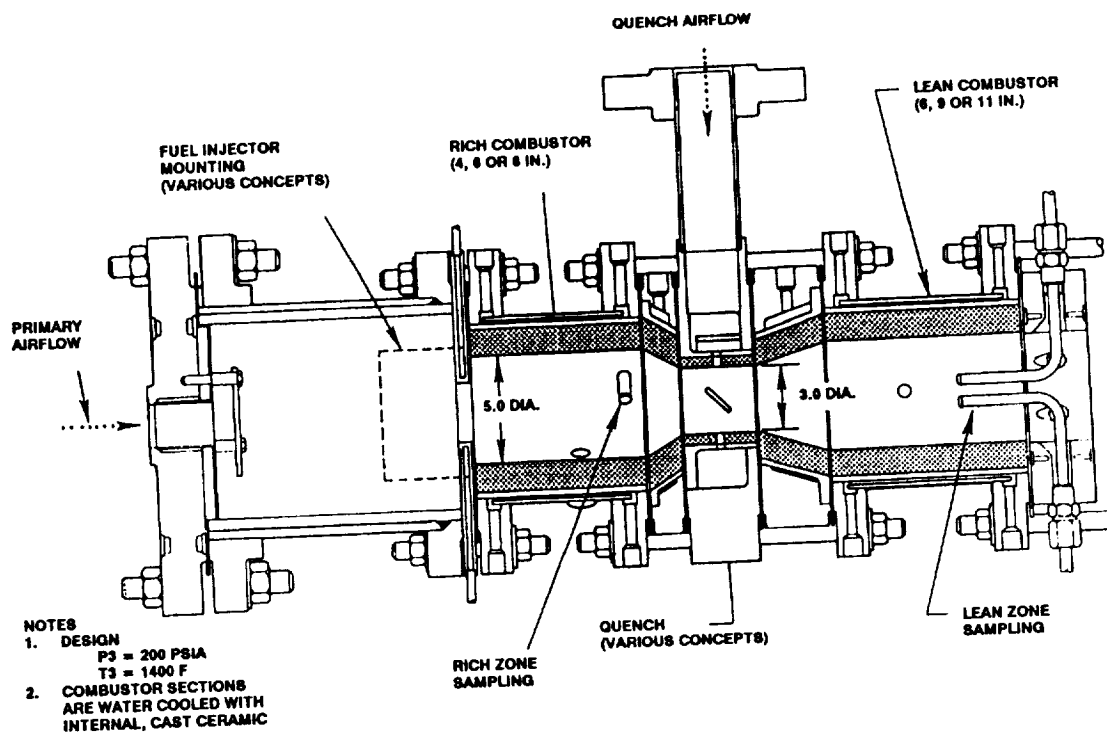 QUENCH AIRFLOW
LEAN COMBUSTOR
(6, 9 OR 11 IN.)
RICH COMBUSTOR
(4, 6 OR 8 IN.)
FUEL INJECTOR
MOUNTING
(VARIOUS CONCEPTS)
PRIMARY
AIRFLOW
5.0 DIA.
3.0 DIA.
NOTES
1. DESIGN
P3 = 200 PSIA
T3 = 1400 F
2. COMBUSTOR SECTIONS
ARE WATER COOLED WITH
INTERNAL, CAST CERAMIC
RICH ZONE
SAMPLING
QUENCH
(VARIOUS CONCEPTS)
LEAN ZONE
SAMPLING